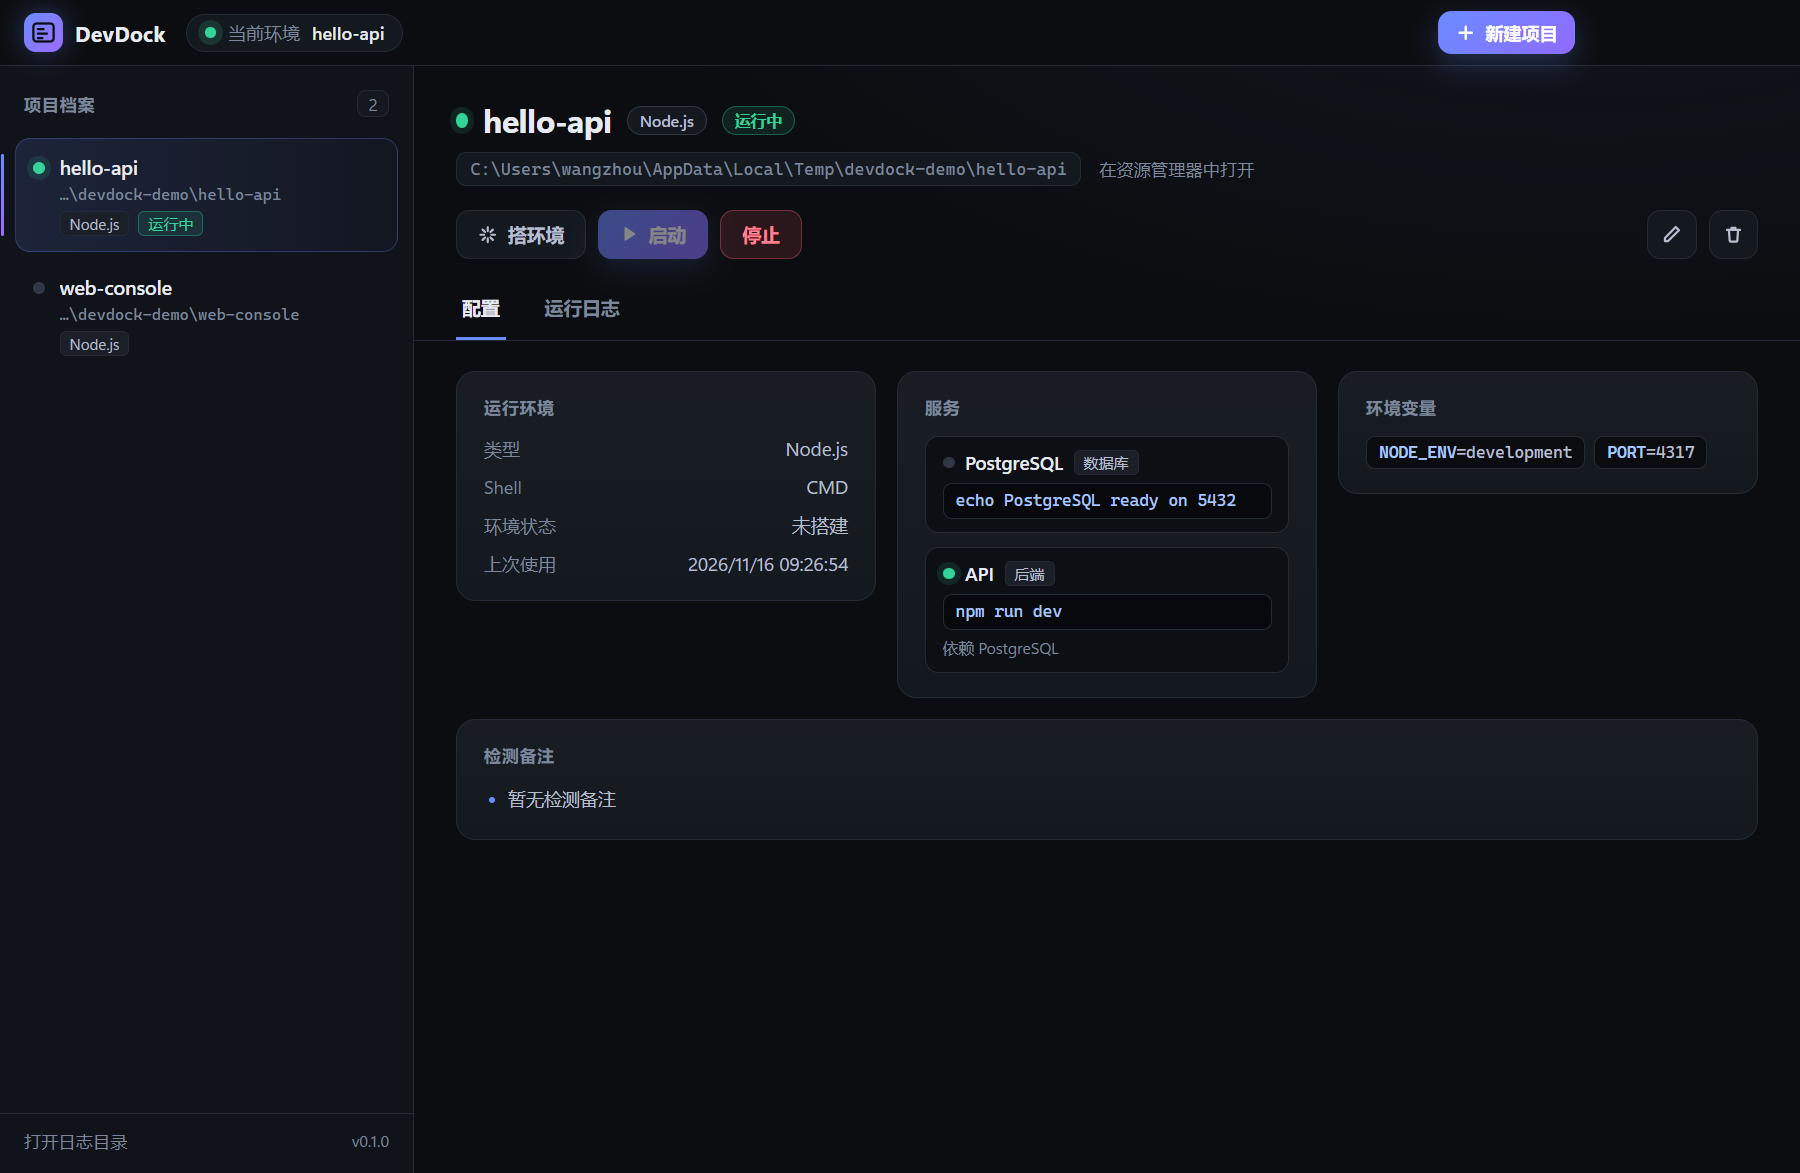 DevDock
当前环境 hello-api
新建项目
项目档案
2
hello-api
…\devdock-demo\hello-api
Node.js 运行中
web-console
…\devdock-demo\web-console
Node.js
打开日志目录
v0.1.0
hello-api Node.js 运行中
C:\Users\wangzhou\AppData\Local\Temp\devdock-demo\hello-api 在资源管理器中打开
搭环境 启动 停止
配置 运行日志
运行环境
类型 Node.js
Shell CMD
环境状态 未搭建
上次使用 2026/11/16 09:26:54
服务
PostgreSQL 数据库
echo PostgreSQL ready on 5432
API 后端
npm run dev
依赖 PostgreSQL
环境变量
NODE_ENV=development PORT=4317
检测备注
• 暂无检测备注